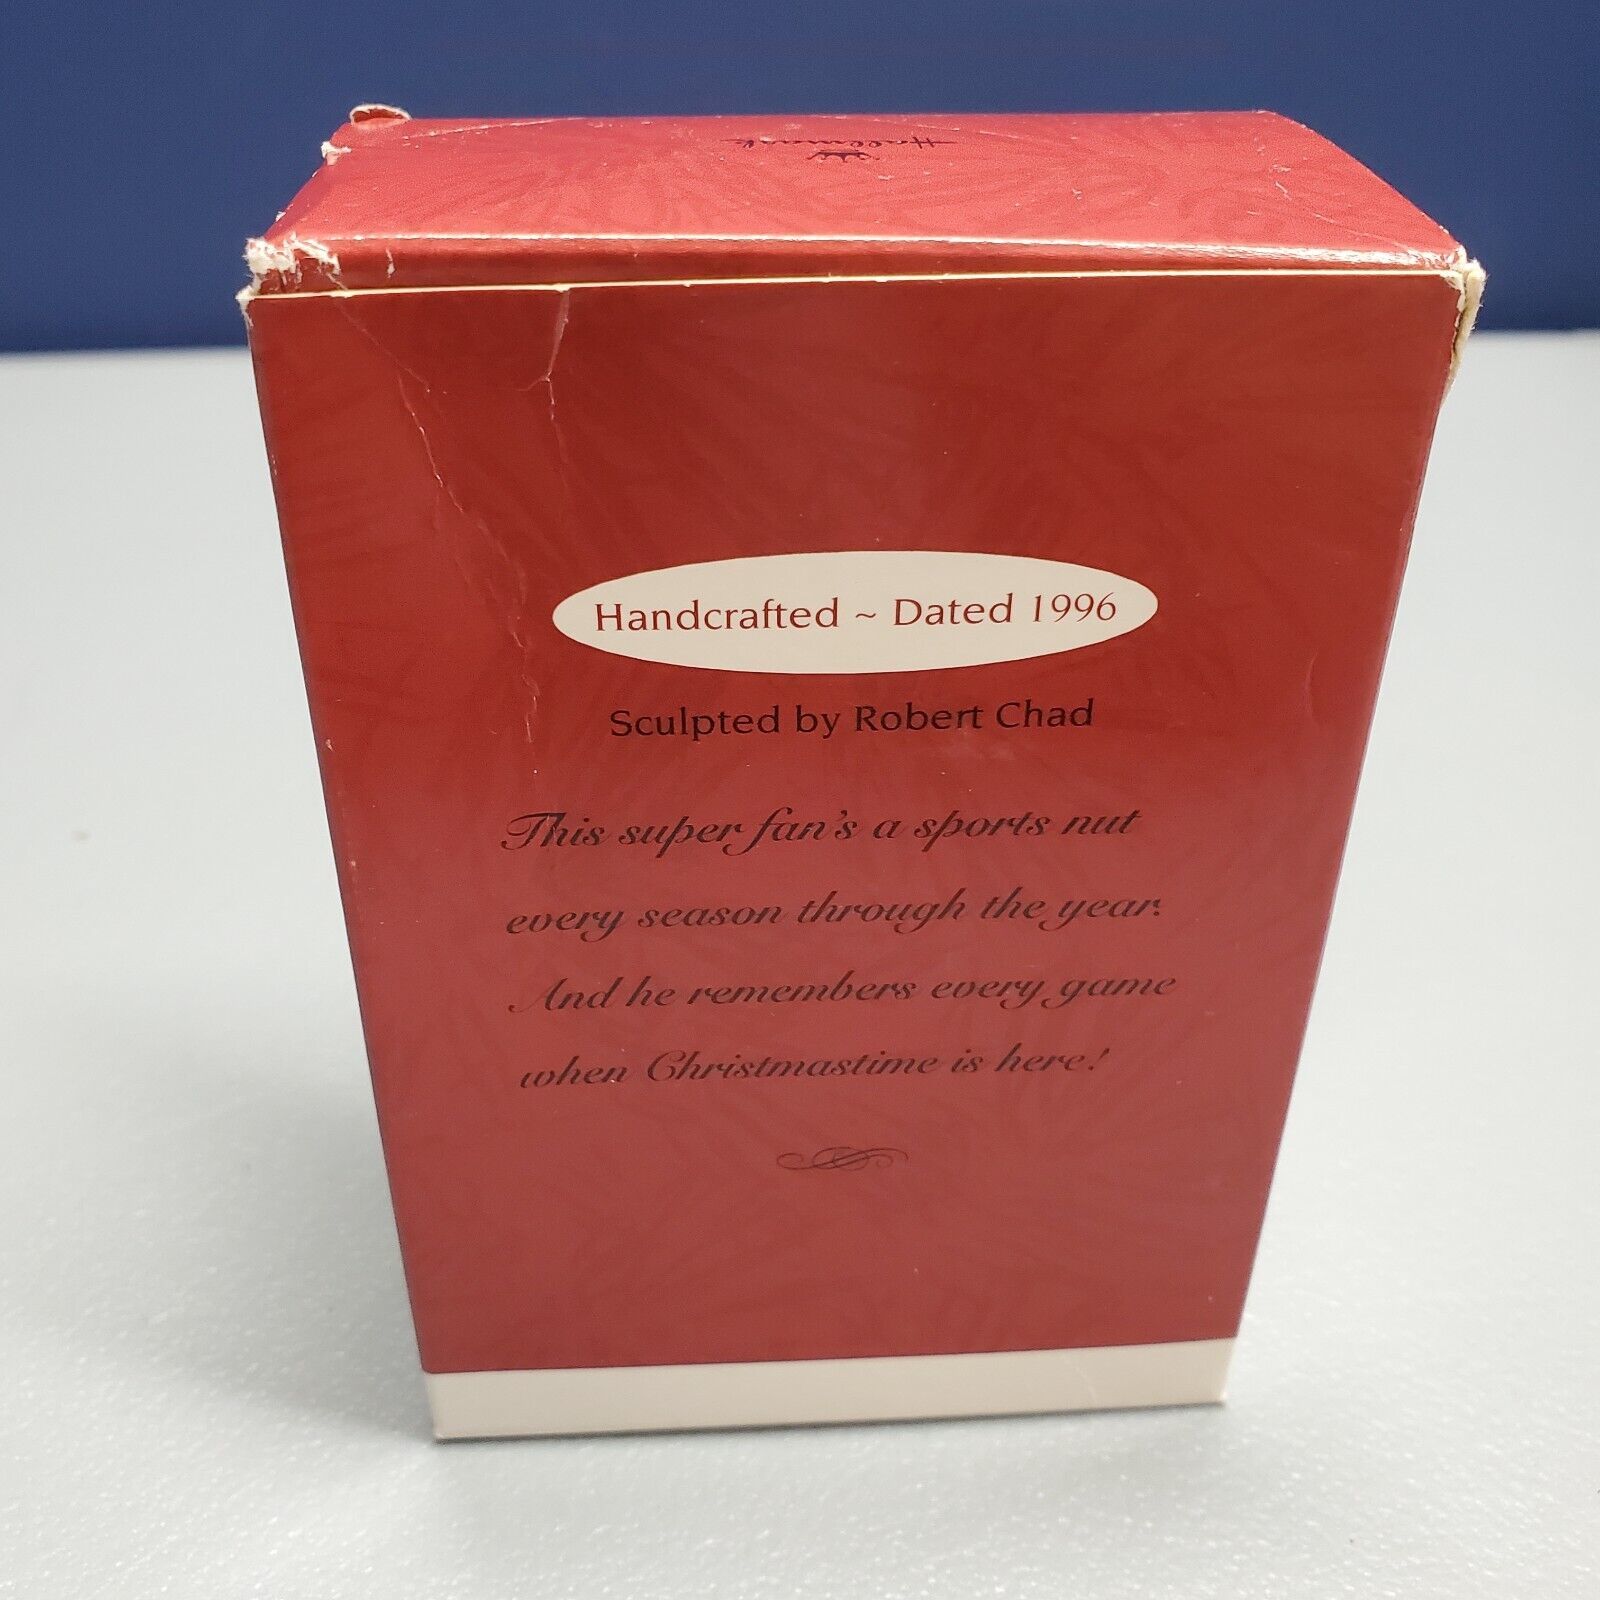 Hallmark
Handcrafted ~ Dated 1996
Sculpted by Robert Chad
This super fan's a sports nut
every season through the year.
And he remembers every game
when Christmastime is here!